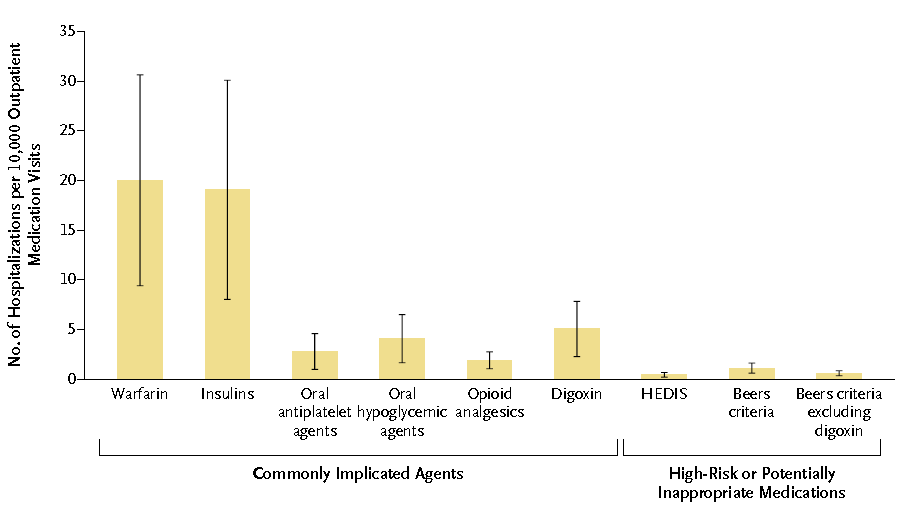 No. of Hospitalizations per 10,000 Outpatient
Medication Visits
35
30
25
20
15
10
5
0
Warfarin
Insulins
Oral
antiplatelet
agents
Oral
hypoglycemic
agents
Opioid
analgesics
Digoxin
HEDIS
Beers
criteria
Beers criteria
excluding
digoxin
Commonly Implicated Agents
High-Risk or Potentially
Inappropriate Medications